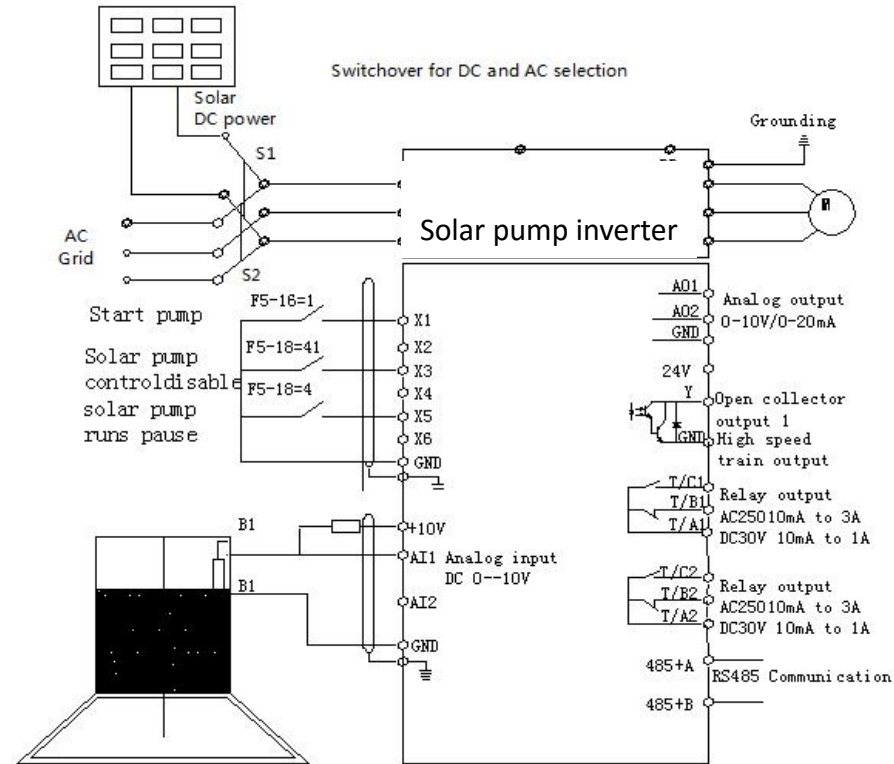 Switchover for DC and AC selection
Solar
DC power
S1
Grounding
AC
Grid
S2
Solar pump inverter
Start pump
F5-16=1
X1
X2
Solar pump
controldisable
solar pump
runs pause
F5-18=41
X3
F5-18=4
X4
X5
X6
GND
AO1
AO2
GND
Analog output
0-10V/0-20mA
24V
Y
GND
Open collector
output 1
High speed
train output
T/C1
T/B1
T/A1
Relay output
AC25010mA to 3A
DC30V 10mA to 1A
B1
B1
+10V
AI1 Analog input
DC 0--10V
AI2
GND
T/C2
T/B2
T/A2
Relay output
AC25010mA to 3A
DC30V 10mA to 1A
485+A
485+B
RS485 Communication